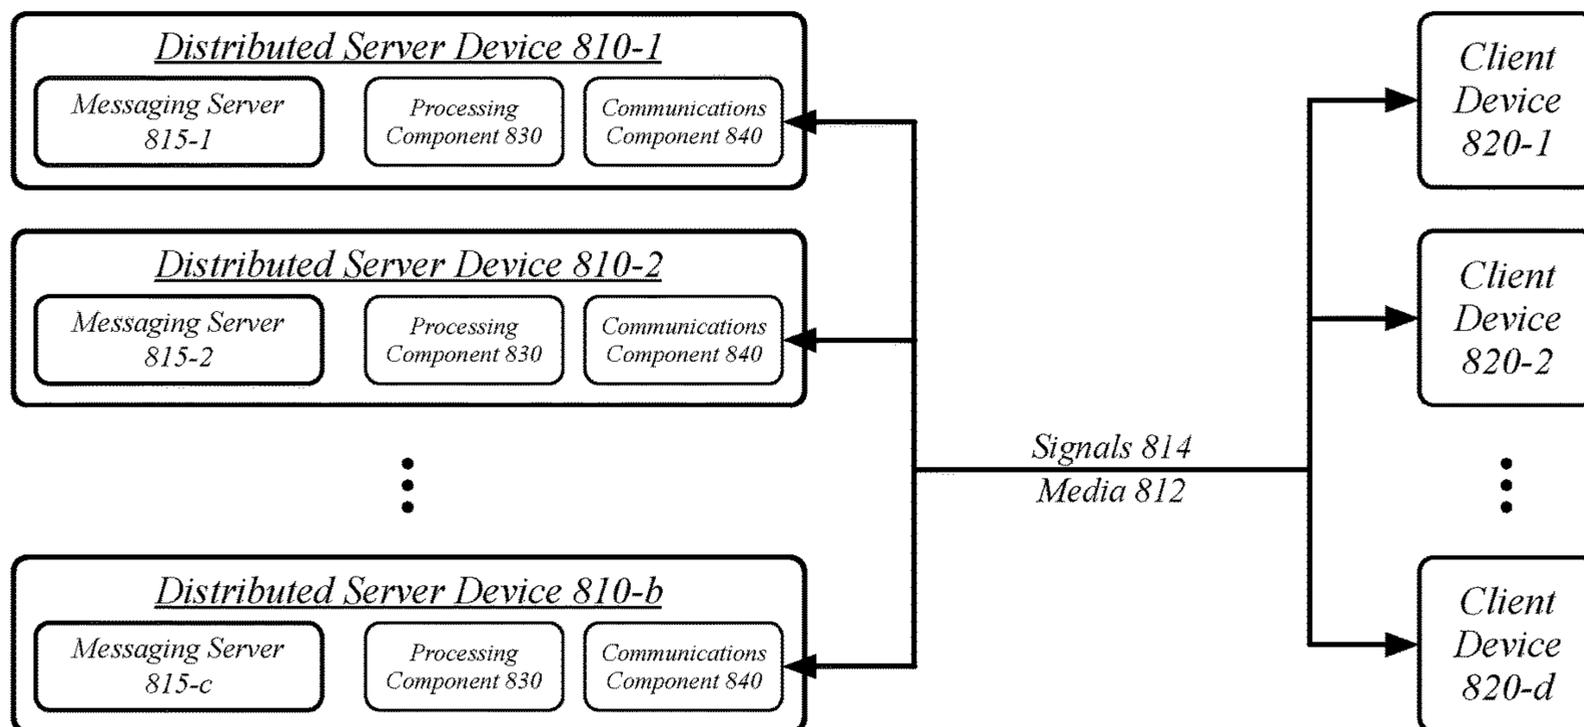 Distributed Server Device 810-1
Messaging Server
815-1
Processing
Component 830
Communications
Component 840
Client
Device
820-1
Distributed Server Device 810-2
Messaging Server
815-2
Processing
Component 830
Communications
Component 840
Client
Device
820-2
Signals 814
Media 812
Distributed Server Device 810-b
Messaging Server
815-c
Processing
Component 830
Communications
Component 840
Client
Device
820-d